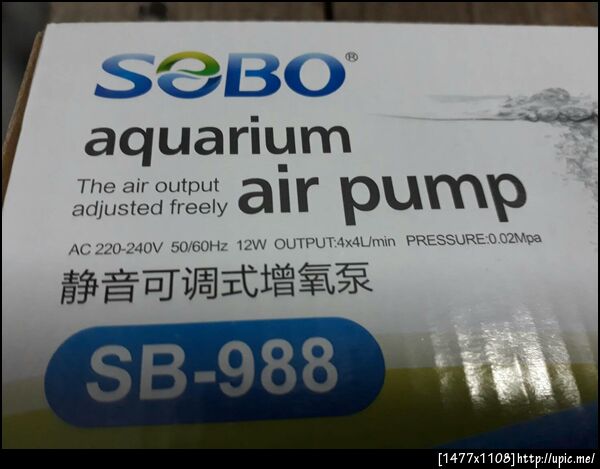 SOBO®
aquarium
The air output
adjusted freely
air pump
AC 220-240V 50/60Hz 12W OUTPUT:4x4L/min PRESSURE:0.02Mpa
静音可调式增氧泵
SB-988
[1477x1108]http://upic.me/